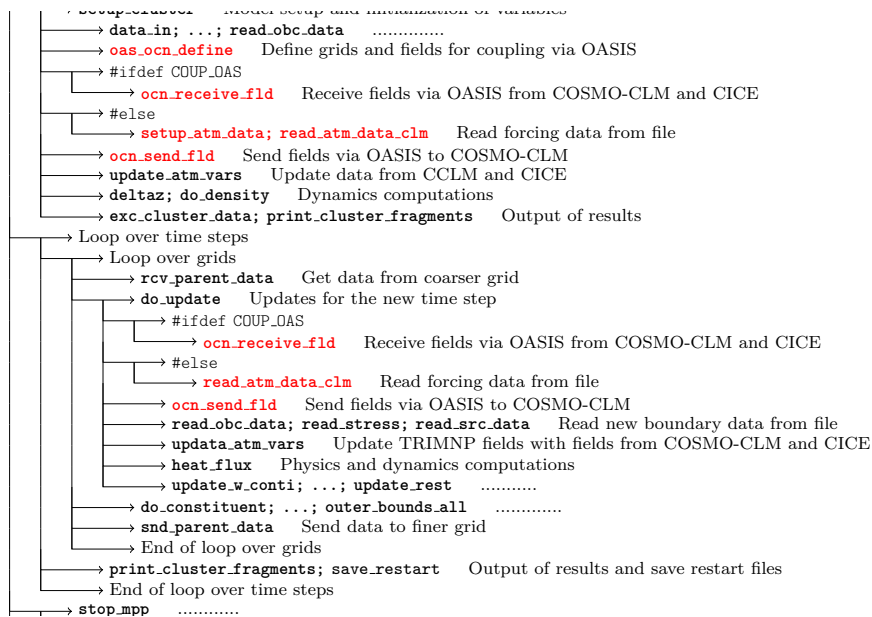 setup_cluster Model setup and initialization of variables
data_in; ...; read_obc_data ..............
oas_ocn_define Define grids and fields for coupling via OASIS
#ifdef COUP_OAS
ocn_receive_fld Receive fields via OASIS from COSMO-CLM and CICE
#else
setup_atm_data; read_atm_data_clm Read forcing data from file
ocn_send_fld Send fields via OASIS to COSMO-CLM
update_atm_vars Update data from CCLM and CICE
deltaz; do_density Dynamics computations
exc_cluster_data; print_cluster_fragments Output of results
Loop over time steps
Loop over grids
rcv_parent_data Get data from coarser grid
do_update Updates for the new time step
#ifdef COUP_OAS
ocn_receive_fld Receive fields via OASIS from COSMO-CLM and CICE
#else
read_atm_data_clm Read forcing data from file
ocn_send_fld Send fields via OASIS to COSMO-CLM
read_obc_data; read_stress; read_src_data Read new boundary data from file
updata_atm_vars Update TRIMNP fields with fields from COSMO-CLM and CICE
heat_flux Physics and dynamics computations
update_w_conti; ...; update_rest ...........
do_constituent; ...; outer_bounds_all .............
snd_parent_data Send data to finer grid
End of loop over grids
print_cluster_fragments; save_restart Output of results and save restart files
End of loop over time steps
stop_mpp ............